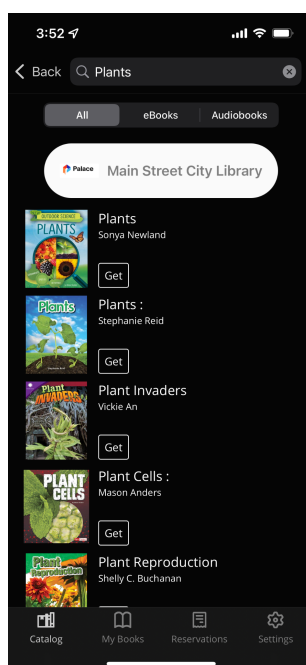 3:52
Back
Plants
All
eBooks
Audiobooks
Palace
Main Street City Library
OUTDOOR SCIENCE
PLANTS
Plants
Sonya Newland
Get
Plants
Plants :
Stephanie Reid
Get
Plant
INVADERS
Plant Invaders
Vickie An
Get
PLANT
CELLS
Plant Cells :
Mason Anders
Get
Plant
Reproduction
Plant Reproduction
Shelly C. Buchanan
Catalog
My Books
Reservations
Settings